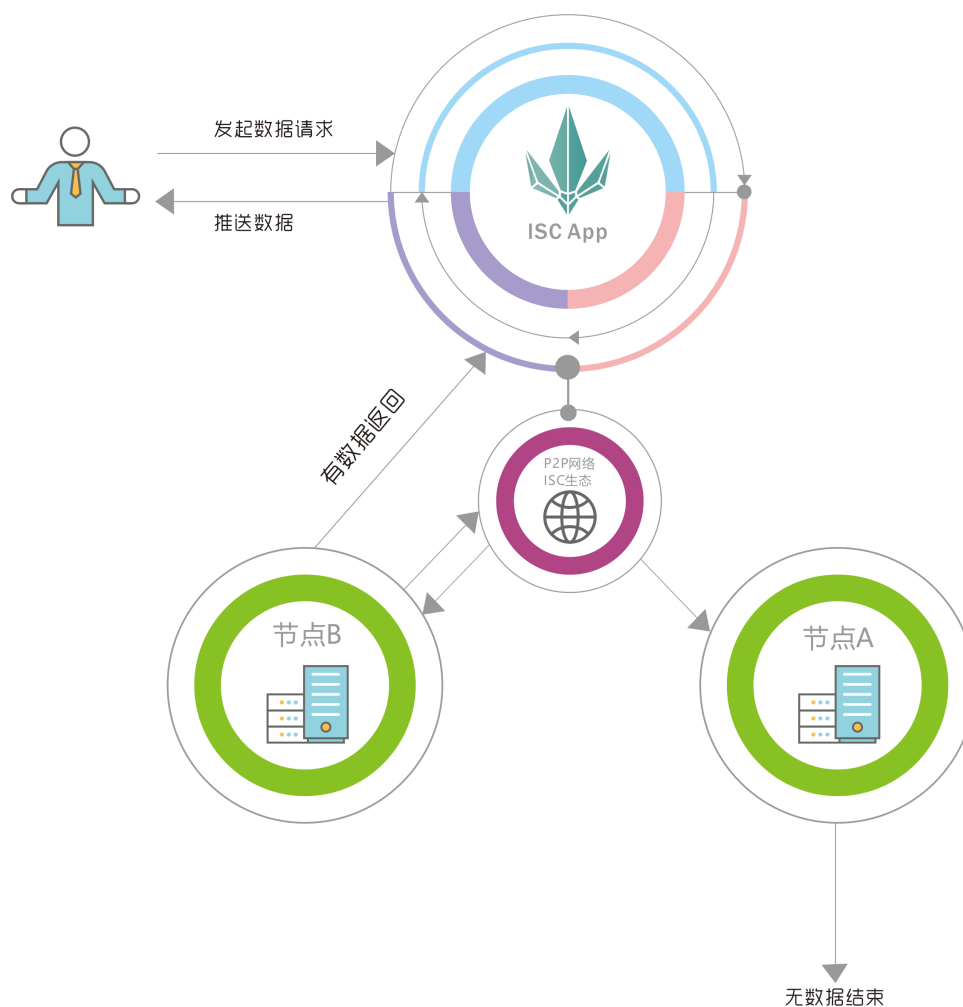 发起数据请求
推送数据
ISC App
有数据返回
P2P网络
ISC生态
节点B
节点A
无数据结束